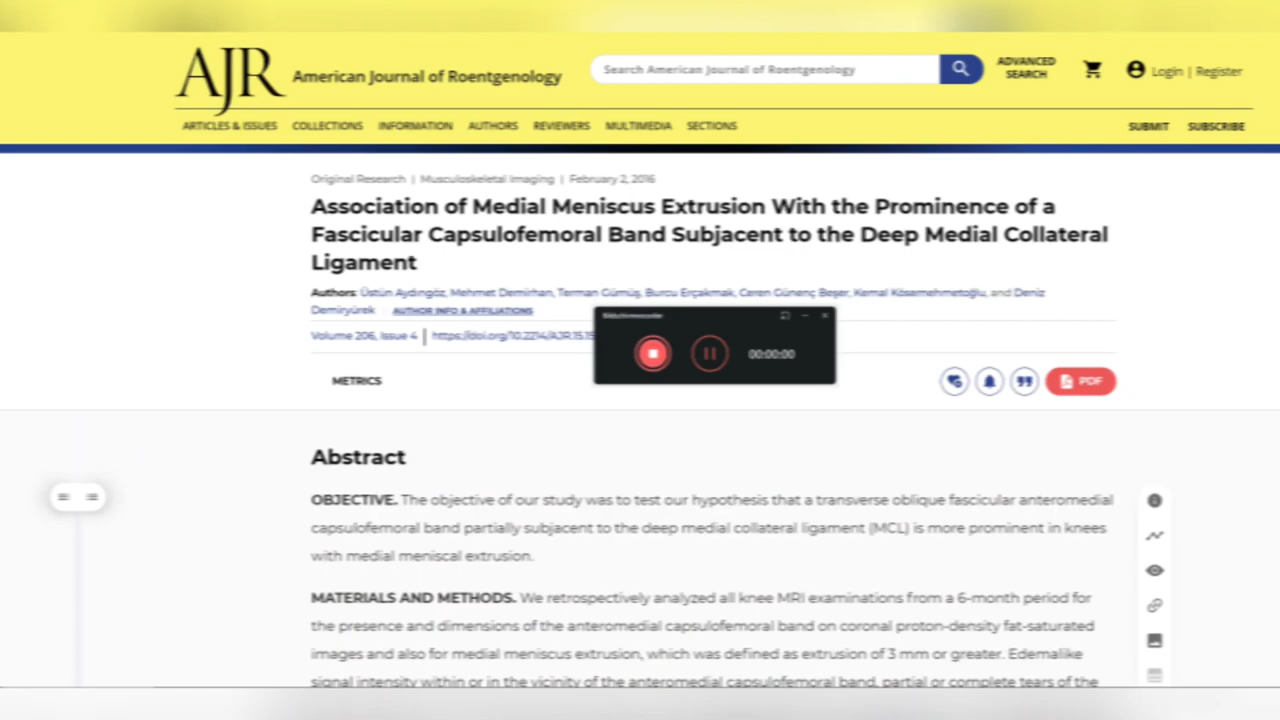 AJR American Journal of Roentgenology
Search American Journal of Roentgenology
ADVANCED
SEARCH
Login | Register
ARTICLES & ISSUES COLLECTIONS INFORMATION AUTHORS REVIEWERS MULTIMEDIA SECTIONS
SUBMIT SUBSCRIBE
Original Research | Musculoskeletal Imaging | February 2, 2016
Association of Medial Meniscus Extrusion With the Prominence of a
Fascicular Capsulofemoral Band Subjacent to the Deep Medial Collateral
Ligament
Authors: Üstün Aydıngöz, Mehmet Demirhan, Terman Gümüş, Burcu Erçakmak, Ceren Günenç Beşer, Kemal Kösemehmetoğlu, and Deniz
Demiryürek AUTHOR INFO & AFFILIATIONS
Volume 206, Issue 4 | https://doi.org/10.2214/AJR.15.15
00:00:00
METRICS
PDF
Abstract
OBJECTIVE. The objective of our study was to test our hypothesis that a transverse oblique fascicular anteromedial
capsulofemoral band partially subjacent to the deep medial collateral ligament (MCL) is more prominent in knees
with medial meniscal extrusion.
MATERIALS AND METHODS. We retrospectively analyzed all knee MRI examinations from a 6-month period for
the presence and dimensions of the anteromedial capsulofemoral band on coronal proton-density fat-saturated
images and also for medial meniscus extrusion, which was defined as extrusion of 3 mm or greater. Edemalike
signal intensity within or in the vicinity of the anteromedial capsulofemoral band, partial or complete tears of the